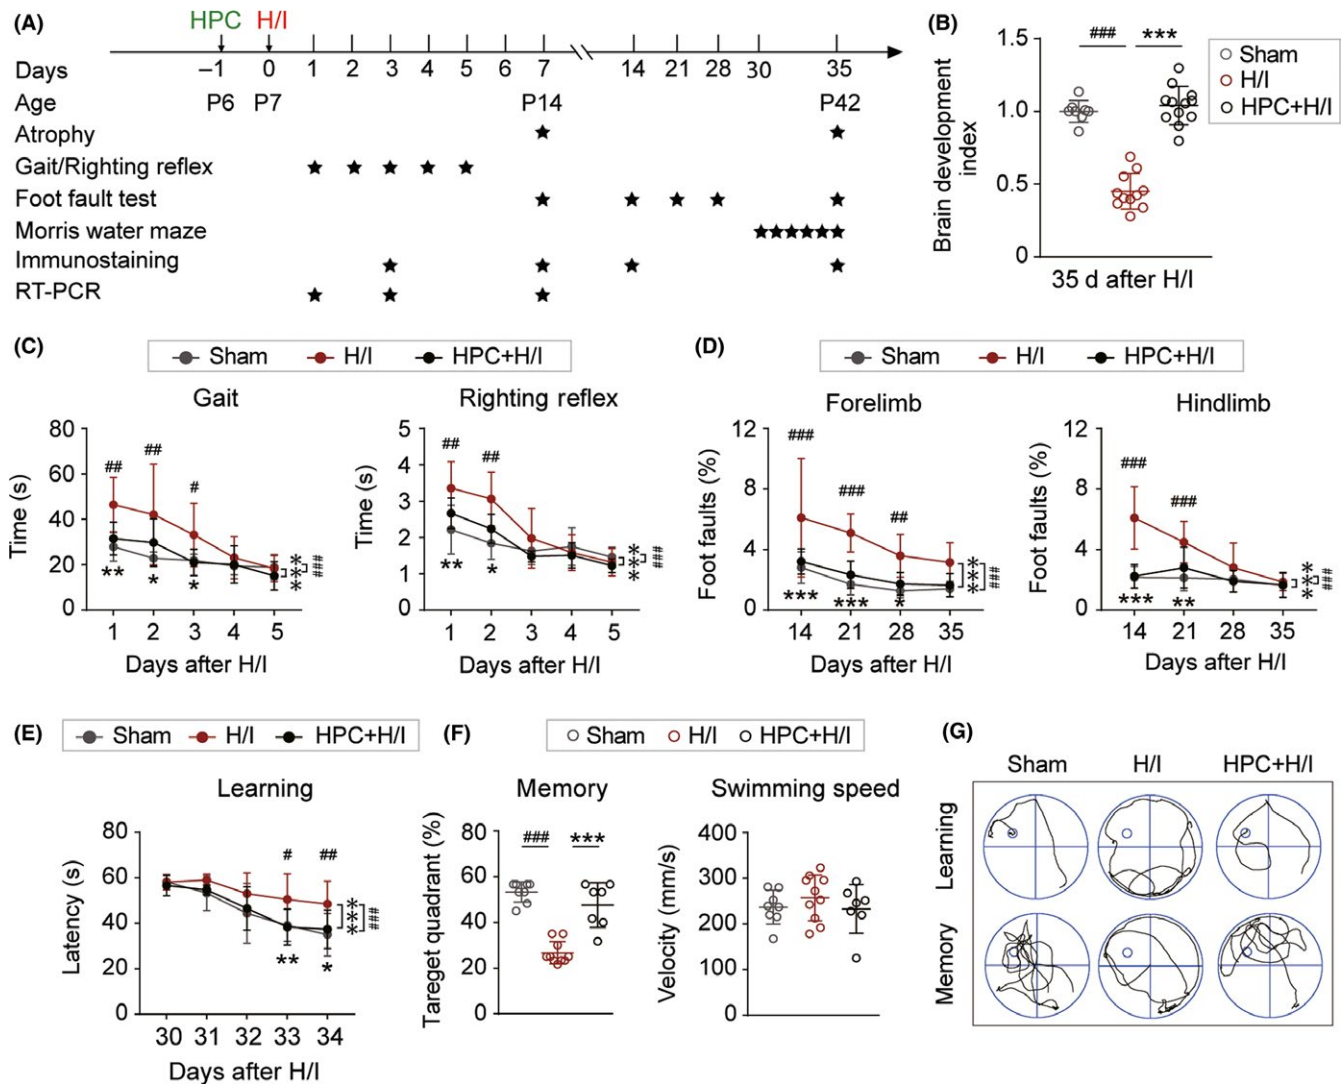 (A)
HPC H/I
Days –1 0 1 2 3 4 5 6 7 14 21 28 30 35
Age P6 P7 P14 P42
Atrophy
Gait/Righting reflex
Foot fault test
Morris water maze
Immunostaining
RT-PCR
(B)
### ***
1.5
1.0
0.5
0
Brain development
index
35 d after H/I
Sham
H/I
HPC+H/I
(C)
Sham H/I HPC+H/I
Gait
80
60
40
20
0
Time (s)
## ## #
** * *
***
###
1 2 3 4 5
Days after H/I
Righting reflex
5
4
3
2
1
0
Time (s)
## ##
** *
***
###
1 2 3 4 5
Days after H/I
(D)
Sham H/I HPC+H/I
Forelimb
12
8
4
0
Foot faults (%)
### ### ##
*** *** *
***
###
14 21 28 35
Days after H/I
Hindlimb
12
8
4
0
Foot faults (%)
### ###
*** **
***
###
14 21 28 35
Days after H/I
(E)
Sham H/I HPC+H/I
Learning
80
60
40
20
0
Latency (s)
# ##
** *
***
###
30 31 32 33 34
Days after H/I
(F)
Sham H/I HPC+H/I
Memory
80
60
40
20
0
Tareget quadrant (%)
### ***
Swimming speed
400
300
200
100
0
Velocity (mm/s)
(G)
Sham H/I HPC+H/I
Learning
Memory